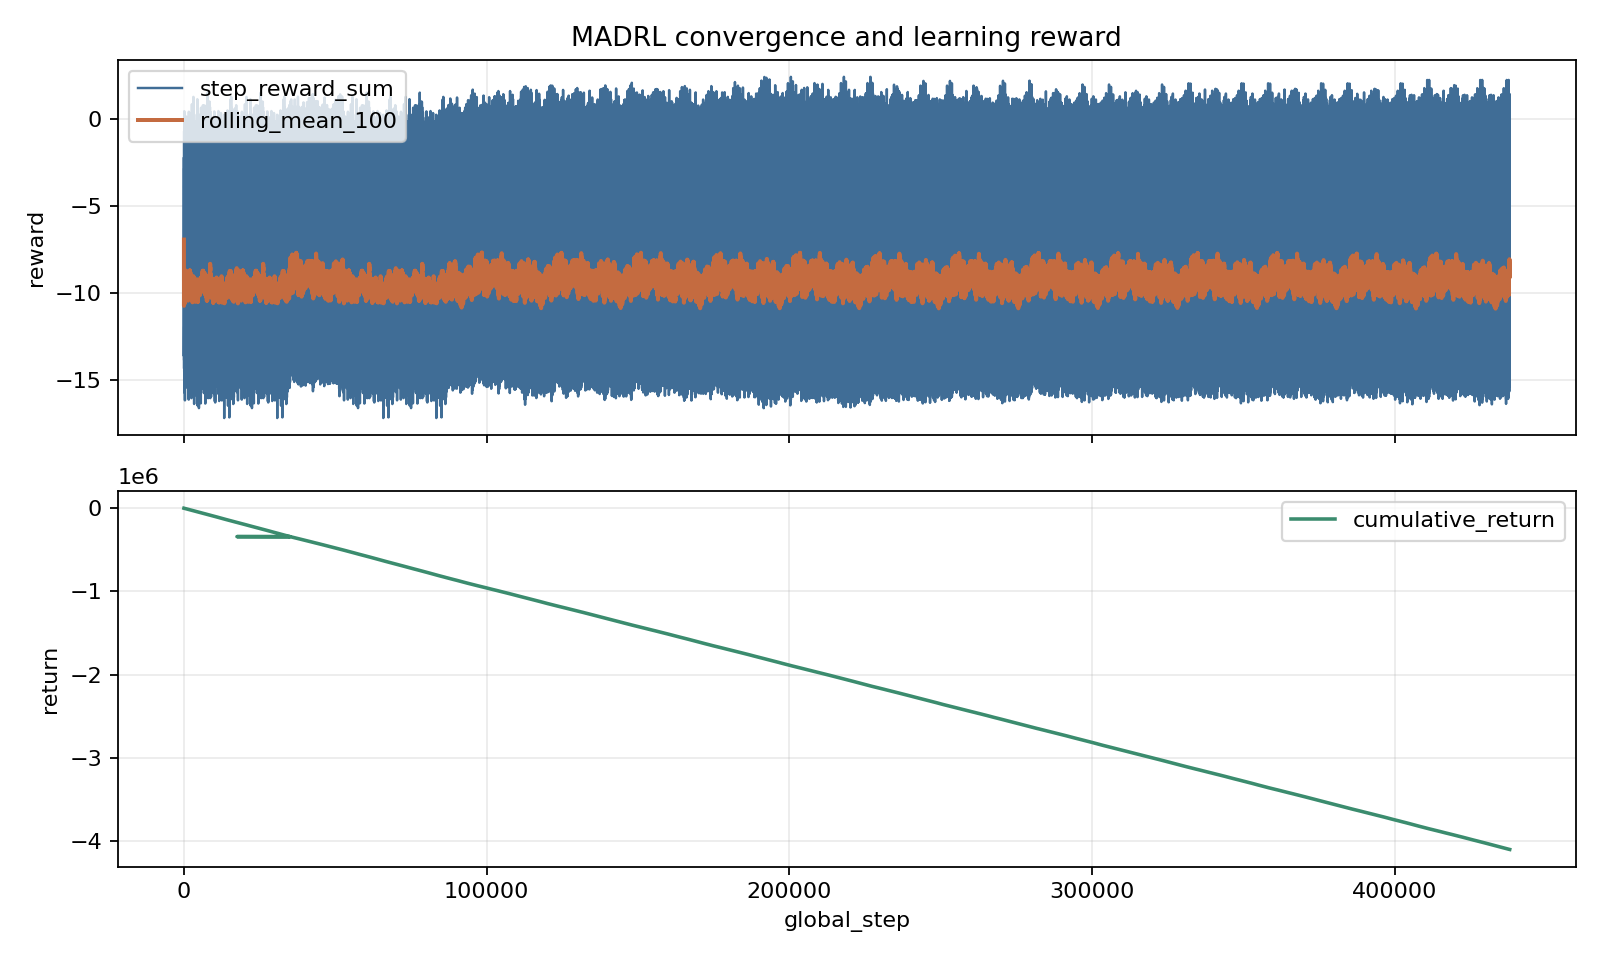 MADRL convergence and learning reward
step_reward_sum
rolling_mean_100
reward
0
−5
−10
−15
1e6
cumulative_return
return
0
−1
−2
−3
−4
0
100000
200000
300000
400000
global_step